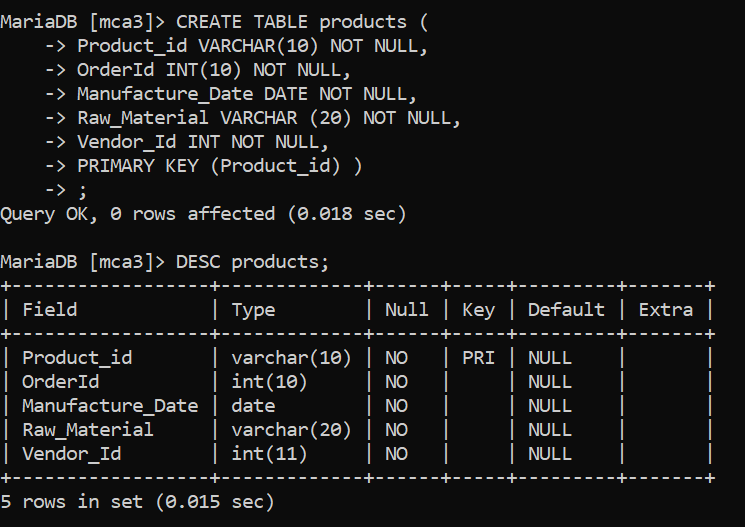 MariaDB [mca3]> CREATE TABLE products (
    -> Product_id VARCHAR(10) NOT NULL,
    -> OrderId INT(10) NOT NULL,
    -> Manufacture_Date DATE NOT NULL,
    -> Raw_Material VARCHAR (20) NOT NULL,
    -> Vendor_Id INT NOT NULL,
    -> PRIMARY KEY (Product_id) )
    -> ;
Query OK, 0 rows affected (0.018 sec)

MariaDB [mca3]> DESC products;
+------------------+-------------+------+-----+---------+-------+
| Field            | Type        | Null | Key | Default | Extra |
+------------------+-------------+------+-----+---------+-------+
| Product_id       | varchar(10) | NO   | PRI | NULL    |       |
| OrderId          | int(10)     | NO   |     | NULL    |       |
| Manufacture_Date | date        | NO   |     | NULL    |       |
| Raw_Material     | varchar(20) | NO   |     | NULL    |       |
| Vendor_Id        | int(11)     | NO   |     | NULL    |       |
+------------------+-------------+------+-----+---------+-------+
5 rows in set (0.015 sec)